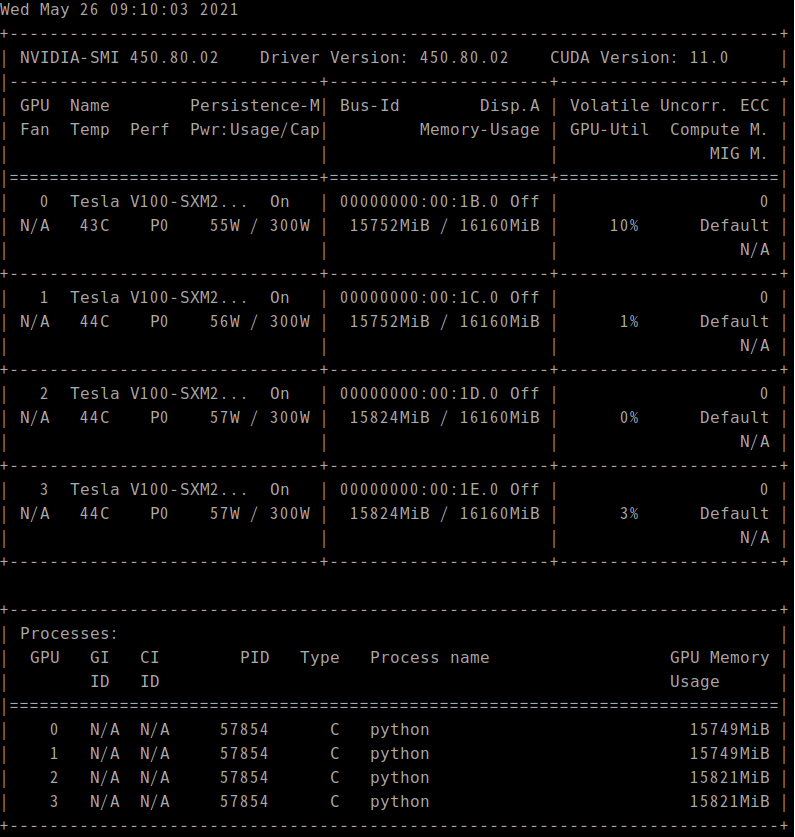 Wed May 26 09:10:03 2021
+-----------------------------------------------------------------------------+
| NVIDIA-SMI 450.80.02    Driver Version: 450.80.02    CUDA Version: 11.0     |
|-------------------------------+----------------------+----------------------+
| GPU  Name        Persistence-M| Bus-Id        Disp.A | Volatile Uncorr. ECC |
| Fan  Temp  Perf  Pwr:Usage/Cap|         Memory-Usage | GPU-Util  Compute M. |
|                               |                      |               MIG M. |
|===============================+======================+======================|
|   0  Tesla V100-SXM2...  On   | 00000000:00:1B.0 Off |                    0 |
| N/A   43C    P0    55W / 300W |  15752MiB / 16160MiB |     10%      Default |
|                               |                      |                  N/A |
+-------------------------------+----------------------+----------------------+
|   1  Tesla V100-SXM2...  On   | 00000000:00:1C.0 Off |                    0 |
| N/A   44C    P0    56W / 300W |  15752MiB / 16160MiB |      1%      Default |
|                               |                      |                  N/A |
+-------------------------------+----------------------+----------------------+
|   2  Tesla V100-SXM2...  On   | 00000000:00:1D.0 Off |                    0 |
| N/A   44C    P0    57W / 300W |  15824MiB / 16160MiB |      0%      Default |
|                               |                      |                  N/A |
+-------------------------------+----------------------+----------------------+
|   3  Tesla V100-SXM2...  On   | 00000000:00:1E.0 Off |                    0 |
| N/A   44C    P0    57W / 300W |  15824MiB / 16160MiB |      3%      Default |
|                               |                      |                  N/A |
+-------------------------------+----------------------+----------------------+

+-----------------------------------------------------------------------------+
| Processes:                                                                  |
|  GPU   GI   CI        PID   Type   Process name                  GPU Memory |
|        ID   ID                                                   Usage      |
|=============================================================================|
|    0   N/A  N/A     57854      C   python                          15749MiB |
|    1   N/A  N/A     57854      C   python                          15749MiB |
|    2   N/A  N/A     57854      C   python                          15821MiB |
|    3   N/A  N/A     57854      C   python                          15821MiB |
+-----------------------------------------------------------------------------+